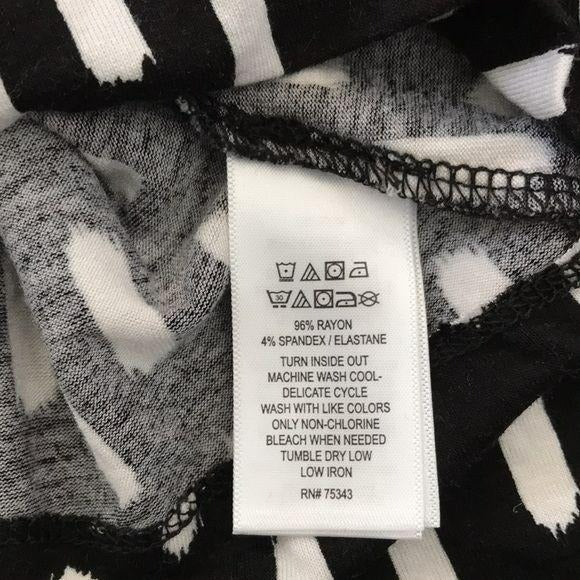 30
96% RAYON
4% SPANDEX / ELASTANE
TURN INSIDE OUT
MACHINE WASH COOL-
DELICATE CYCLE
WASH WITH LIKE COLORS
ONLY NON-CHLORINE
BLEACH WHEN NEEDED
TUMBLE DRY LOW
LOW IRON
RN# 75343